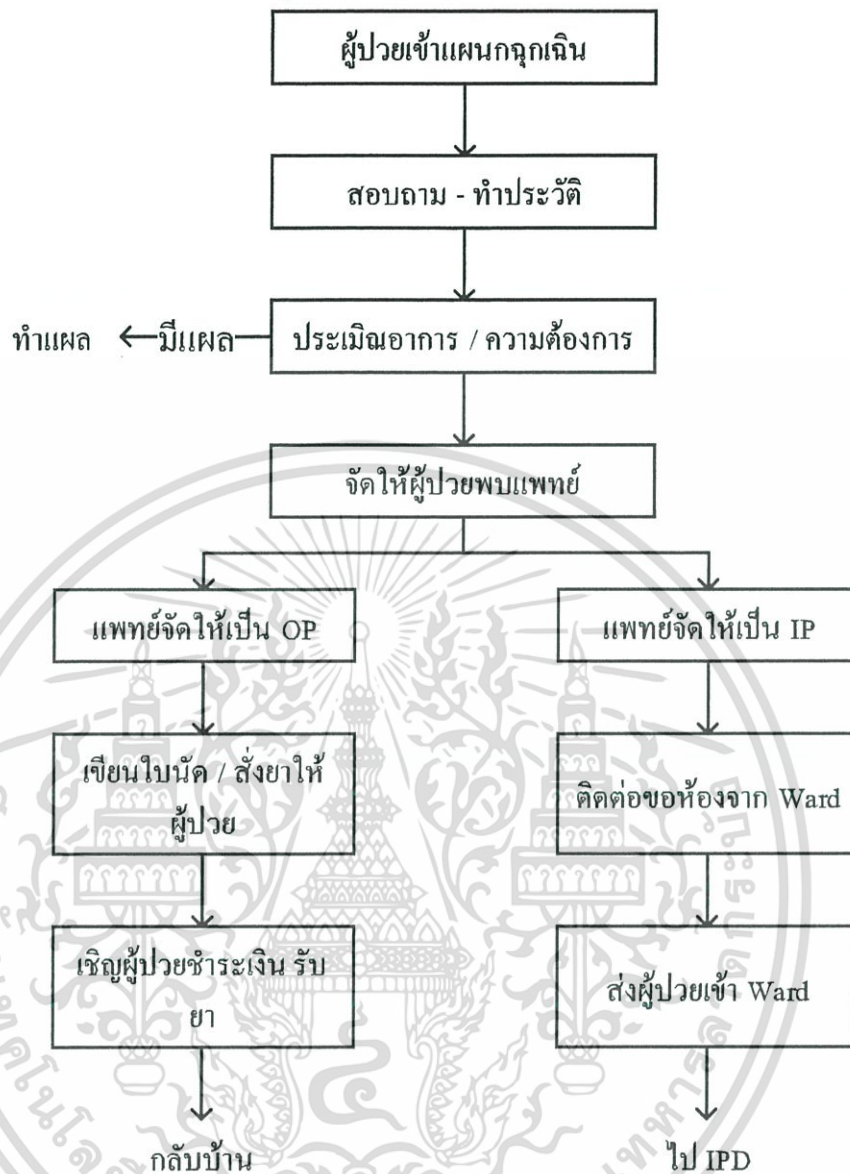 ผู้ป่วยเข้าแผนกฉุกเฉิน
สอบถาม - ทำประวัติ
ทำแผล
มีแผล
ประเมิณอาการ / ความต้องการ
จัดให้ผู้ป่วยพบแพทย์
แพทย์จัดให้เป็น OP
แพทย์จัดให้เป็น IP
เขียนใบนัด / สั่งยาให้
ผู้ป่วย
ติดต่อขอห้องจาก Ward
เชิญผู้ป่วยชำระเงิน รับ
ยา
ส่งผู้ป่วยเข้า Ward
กลับบ้าน
ไป IPD